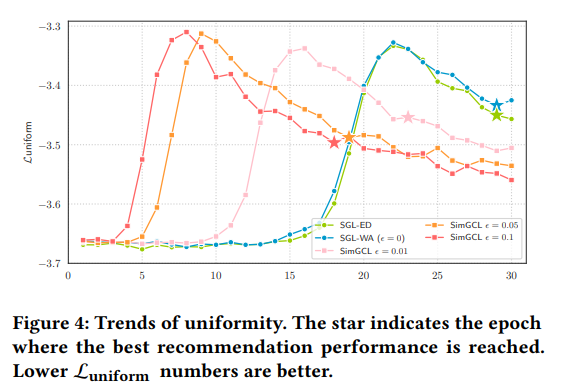 −3.3
−3.4
−3.5
−3.6
−3.7
ℒuniform
0
5
10
15
20
25
30
SGL-ED
SGL-WA (ϵ = 0)
SimGCL ϵ = 0.01
SimGCL ϵ = 0.05
SimGCL ϵ = 0.1
Figure 4: Trends of uniformity. The star indicates the epoch
where the best recommendation performance is reached.
Lower ℒuniform numbers are better.